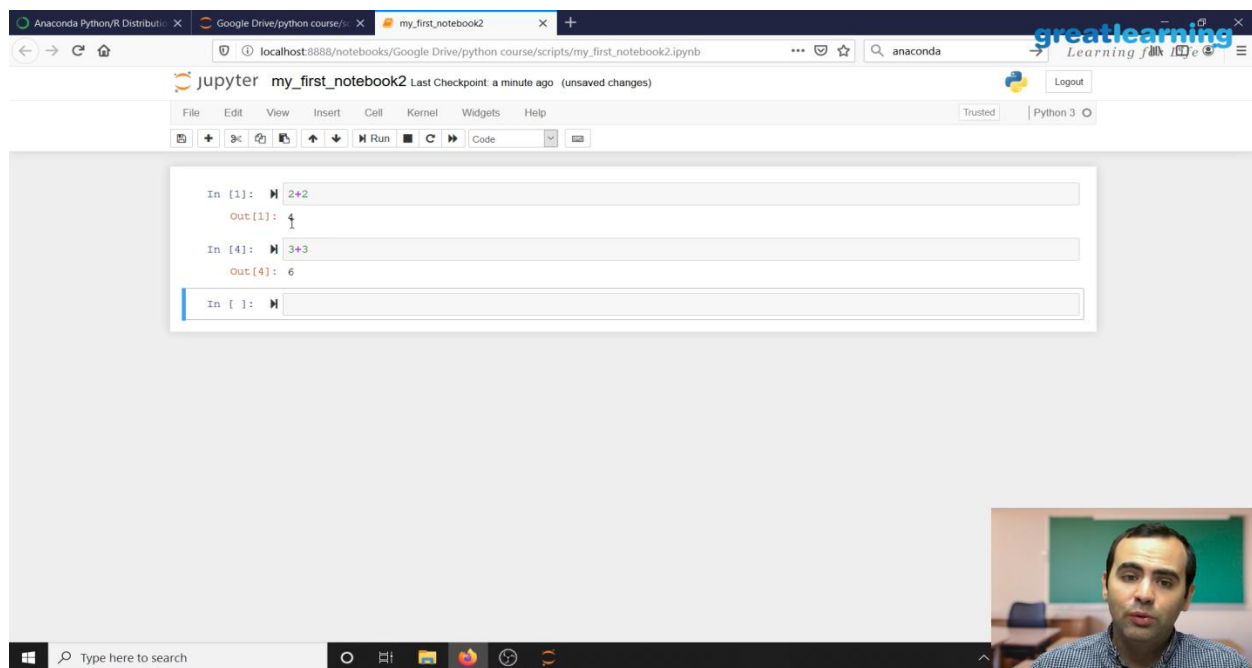 Anaconda Python/R Distributio
Google Drive/python course/sc
my_first_notebook2
greatlearning
Learning for Life
localhost:8888/notebooks/Google Drive/python course/scripts/my_first_notebook2.ipynb
anaconda
jupyter my_first_notebook2 Last Checkpoint: a minute ago (unsaved changes)
Logout
File Edit View Insert Cell Kernel Widgets Help
Trusted
Python 3
Run
Code
In [1]: 2+2
Out[1]: 4
In [4]: 3+3
Out[4]: 6
In [ ]:
Type here to search